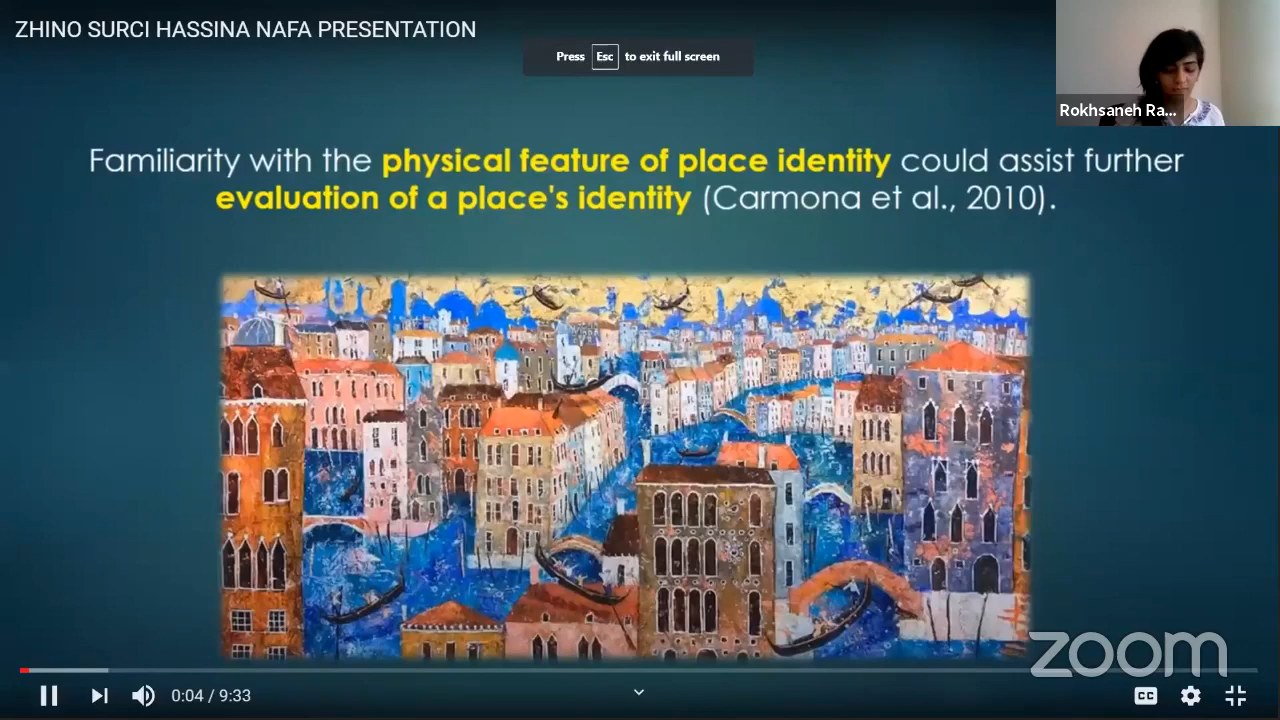 ZHINO SURCI HASSINA NAFA PRESENTATION
Press Esc to exit full screen
Rokhsaneh Ra...
Familiarity with the physical feature of place identity could assist further
evaluation of a place's identity (Carmona et al., 2010).
zoom
0:04 / 9:33
CC